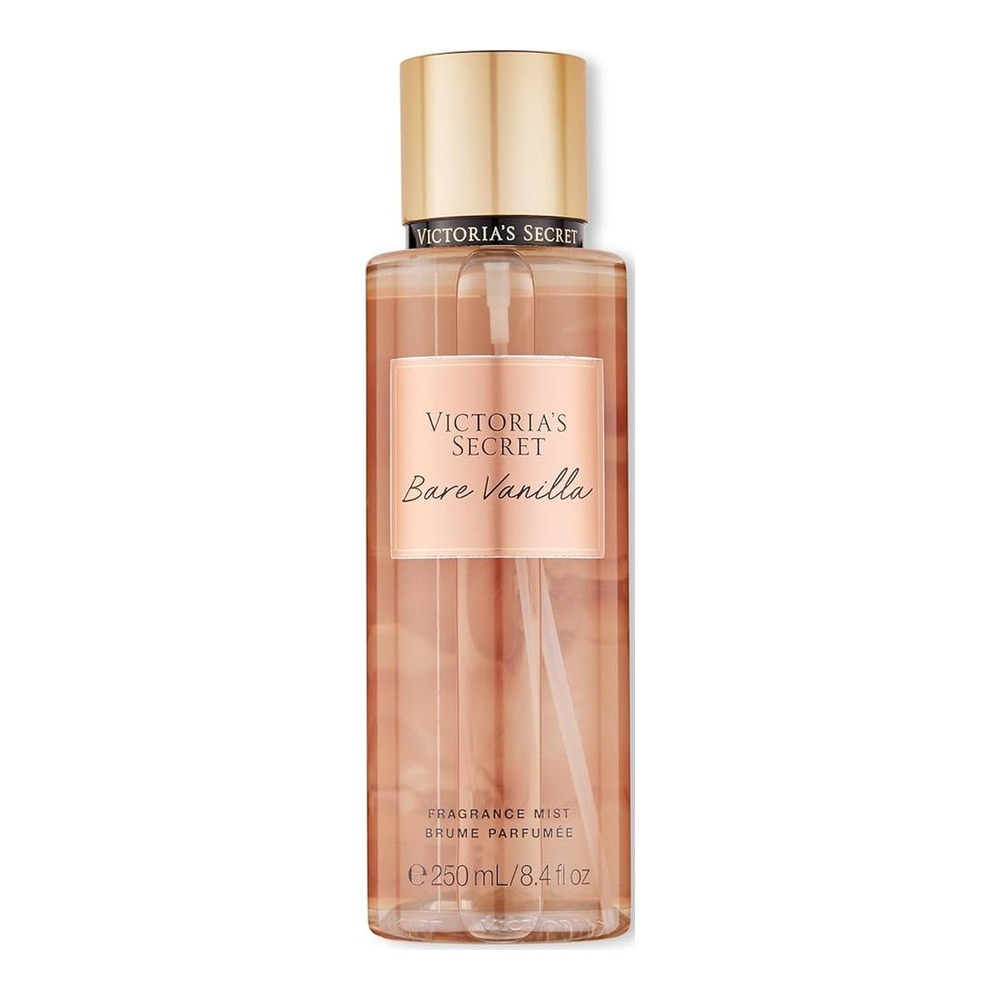 VICTORIA'S SECRET
VICTORIA'S
SECRET
Bare Vanilla
FRAGRANCE MIST
BRUME PARFUMÉE
℮250 mL/8.4 fl oz